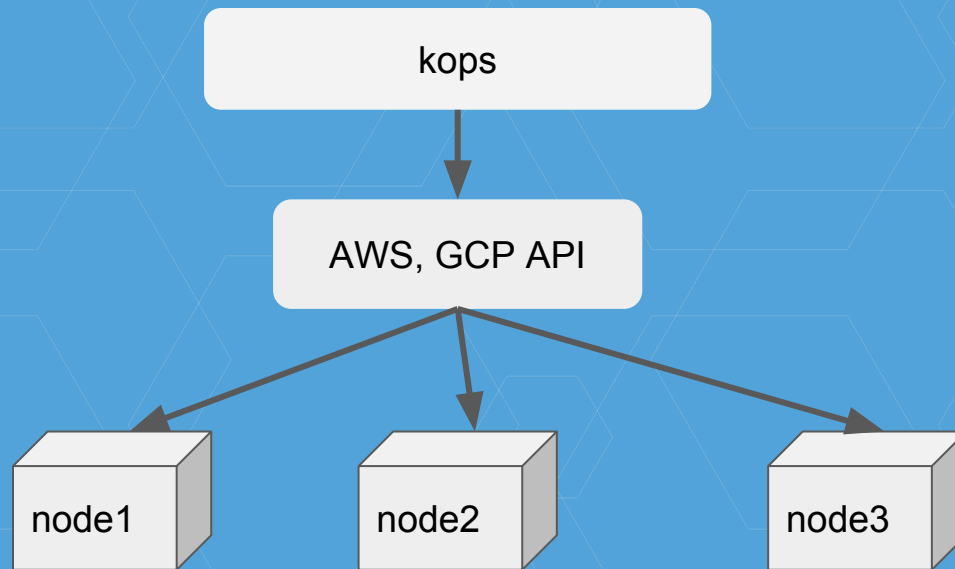 kops
AWS, GCP API
node1
node2
node3